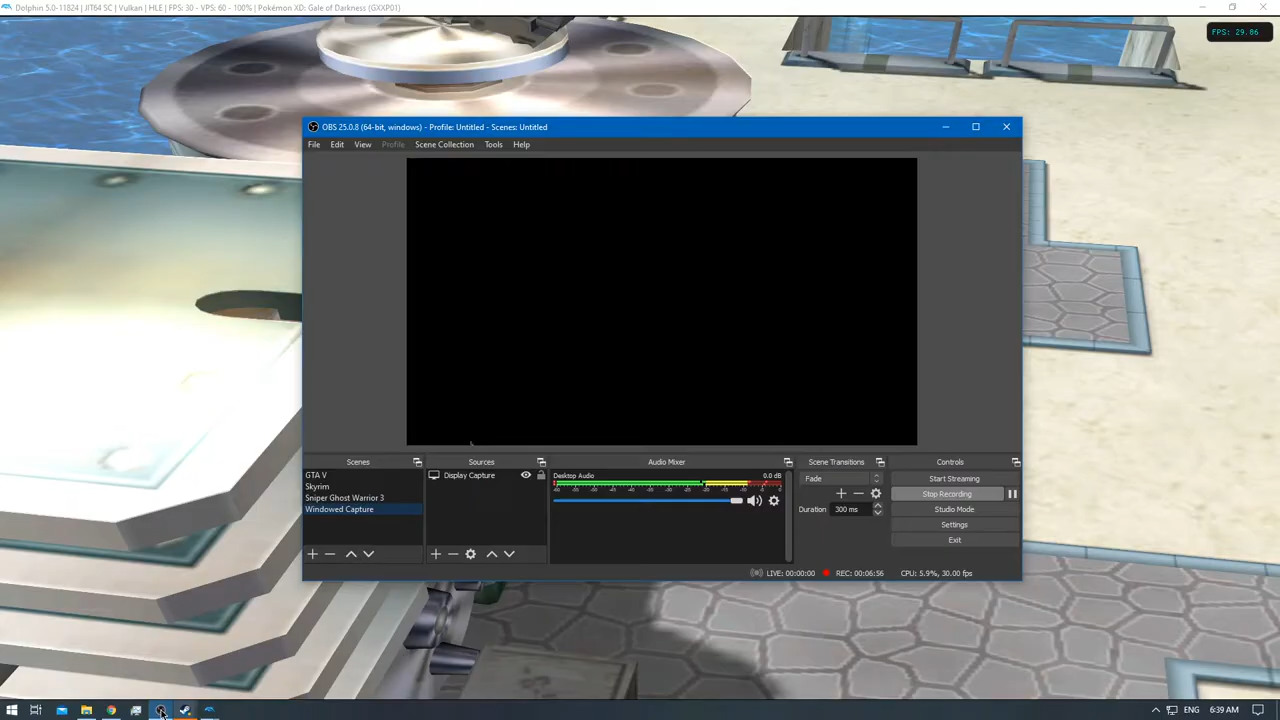 Dolphin 5.0-11824 | JIT64 SC | Vulkan | HLE | FPS: 30 - VPS: 60 - 100% | Pokémon XD: Gale of Darkness (GXXP01)
FPS: 29.86
OBS 25.0.8 (64-bit, windows) - Profile: Untitled - Scenes: Untitled
File Edit View Profile Scene Collection Tools Help
Scenes Sources Audio Mixer Scene Transitions Controls
GTA V
Skyrim
Sniper Ghost Warrior 3
Windowed Capture
Display Capture
Desktop Audio 0.0 dB
Fade
Duration 300 ms
Start Streaming
Stop Recording
Studio Mode
Settings
Exit
LIVE: 00:00:00 REC: 00:06:56 CPU: 5.9%, 30.00 fps
ENG 6:39 AM